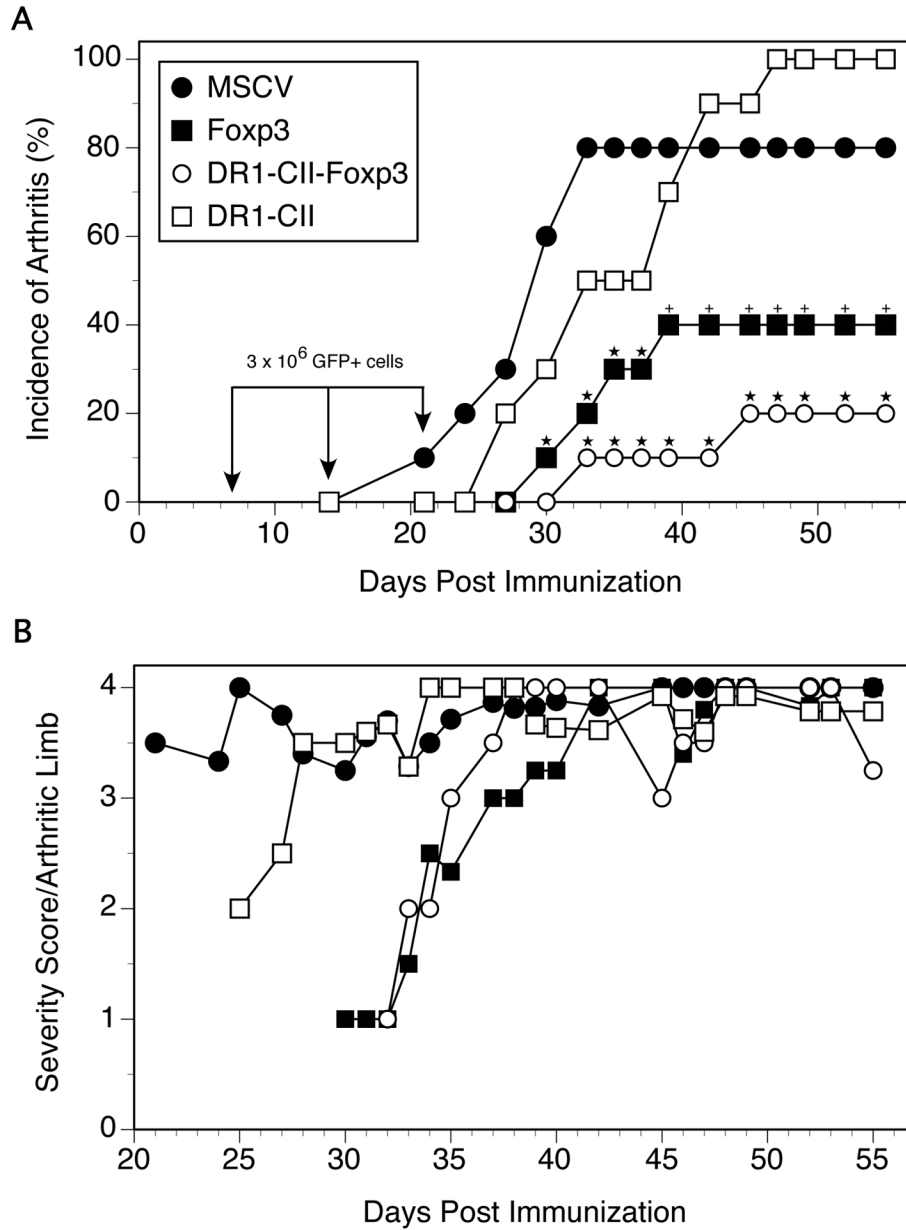 A
Incidence of Arthritis (%)
100
80
60
40
20
0
MSCV
Foxp3
DR1-CII-Foxp3
DR1-CII
3 x 10⁶ GFP+ cells
0 10 20 30 40 50
Days Post Immunization
B
Severity Score/Arthritic Limb
4
3
2
1
0
20 25 30 35 40 45 50 55
Days Post Immunization